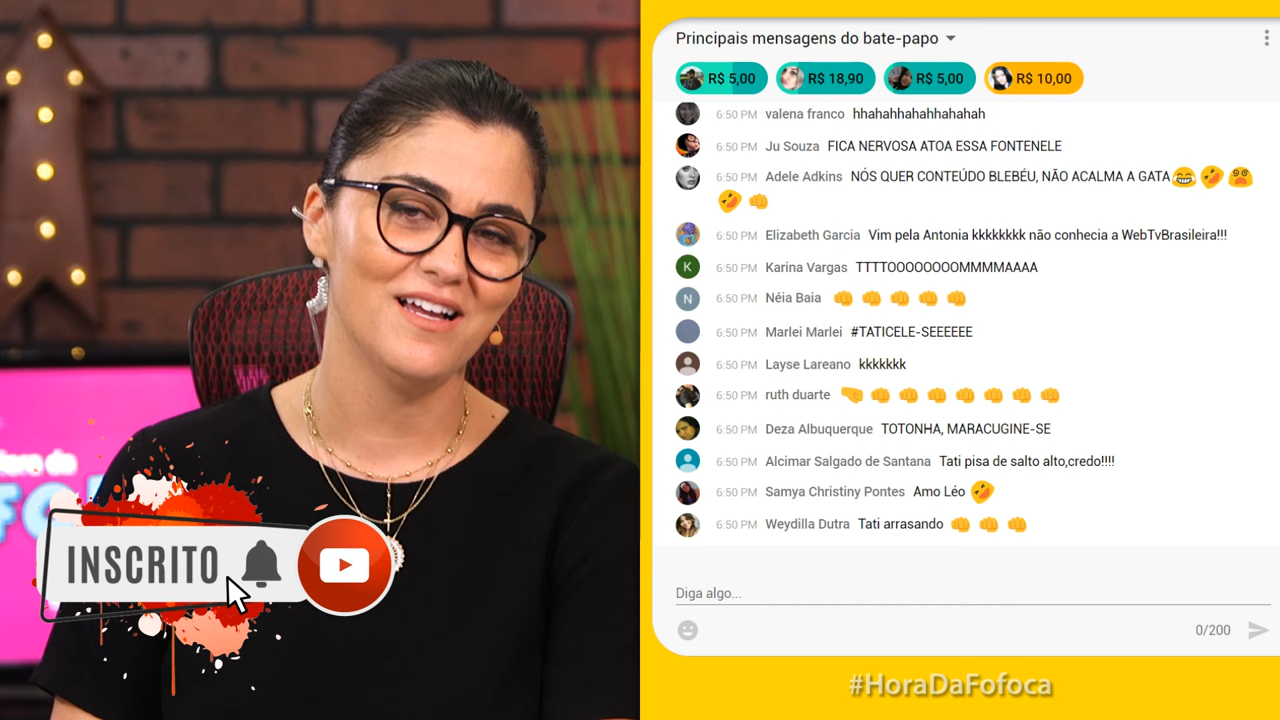 ora da
FO
INSCRITO
Principais mensagens do bate-papo
R$ 5,00 R$ 18,90 R$ 5,00 R$ 10,00
6:50 PM valena franco hhahahhahahhahahah
6:50 PM Ju Souza FICA NERVOSA ATOA ESSA FONTENELE
6:50 PM Adele Adkins NÓS QUER CONTEÚDO BLEBÉU, NÃO ACALMA A GATA😂🤣😵
🤣👊
6:50 PM Elizabeth Garcia Vim pela Antonia kkkkkkkk não conhecia a WebTvBrasileira!!!
K 6:50 PM Karina Vargas TTTTOOOOOOOOMMMMAAAA
N 6:50 PM Néia Baia 👊👊👊👊👊
6:50 PM Marlei Marlei #TATICELE-SEEEEEE
6:50 PM Layse Lareano kkkkkkk
6:50 PM ruth duarte 🤜👊👊👊👊👊👊👊
6:50 PM Deza Albuquerque TOTONHA, MARACUGINE-SE
6:50 PM Alcimar Salgado de Santana Tati pisa de salto alto,credo!!!!
6:50 PM Samya Christiny Pontes Amo Léo 🤣
6:50 PM Weydilla Dutra Tati arrasando 👊👊👊
Diga algo...
0/200
#HoraDaFofoca